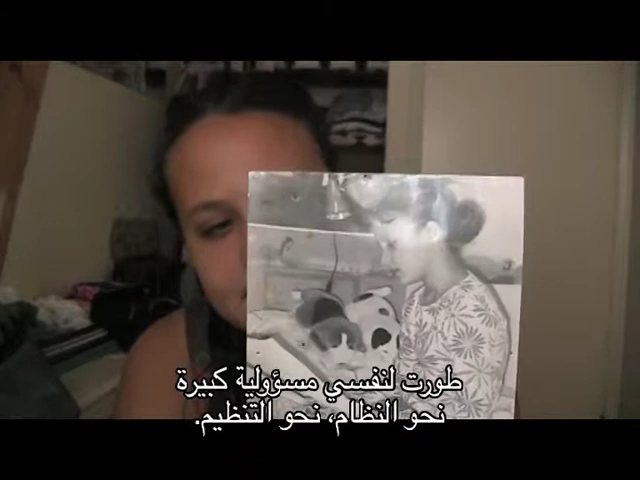 طورت لنفسي مسؤولية كبيرة
نحو النظام، نحو التنظيم.